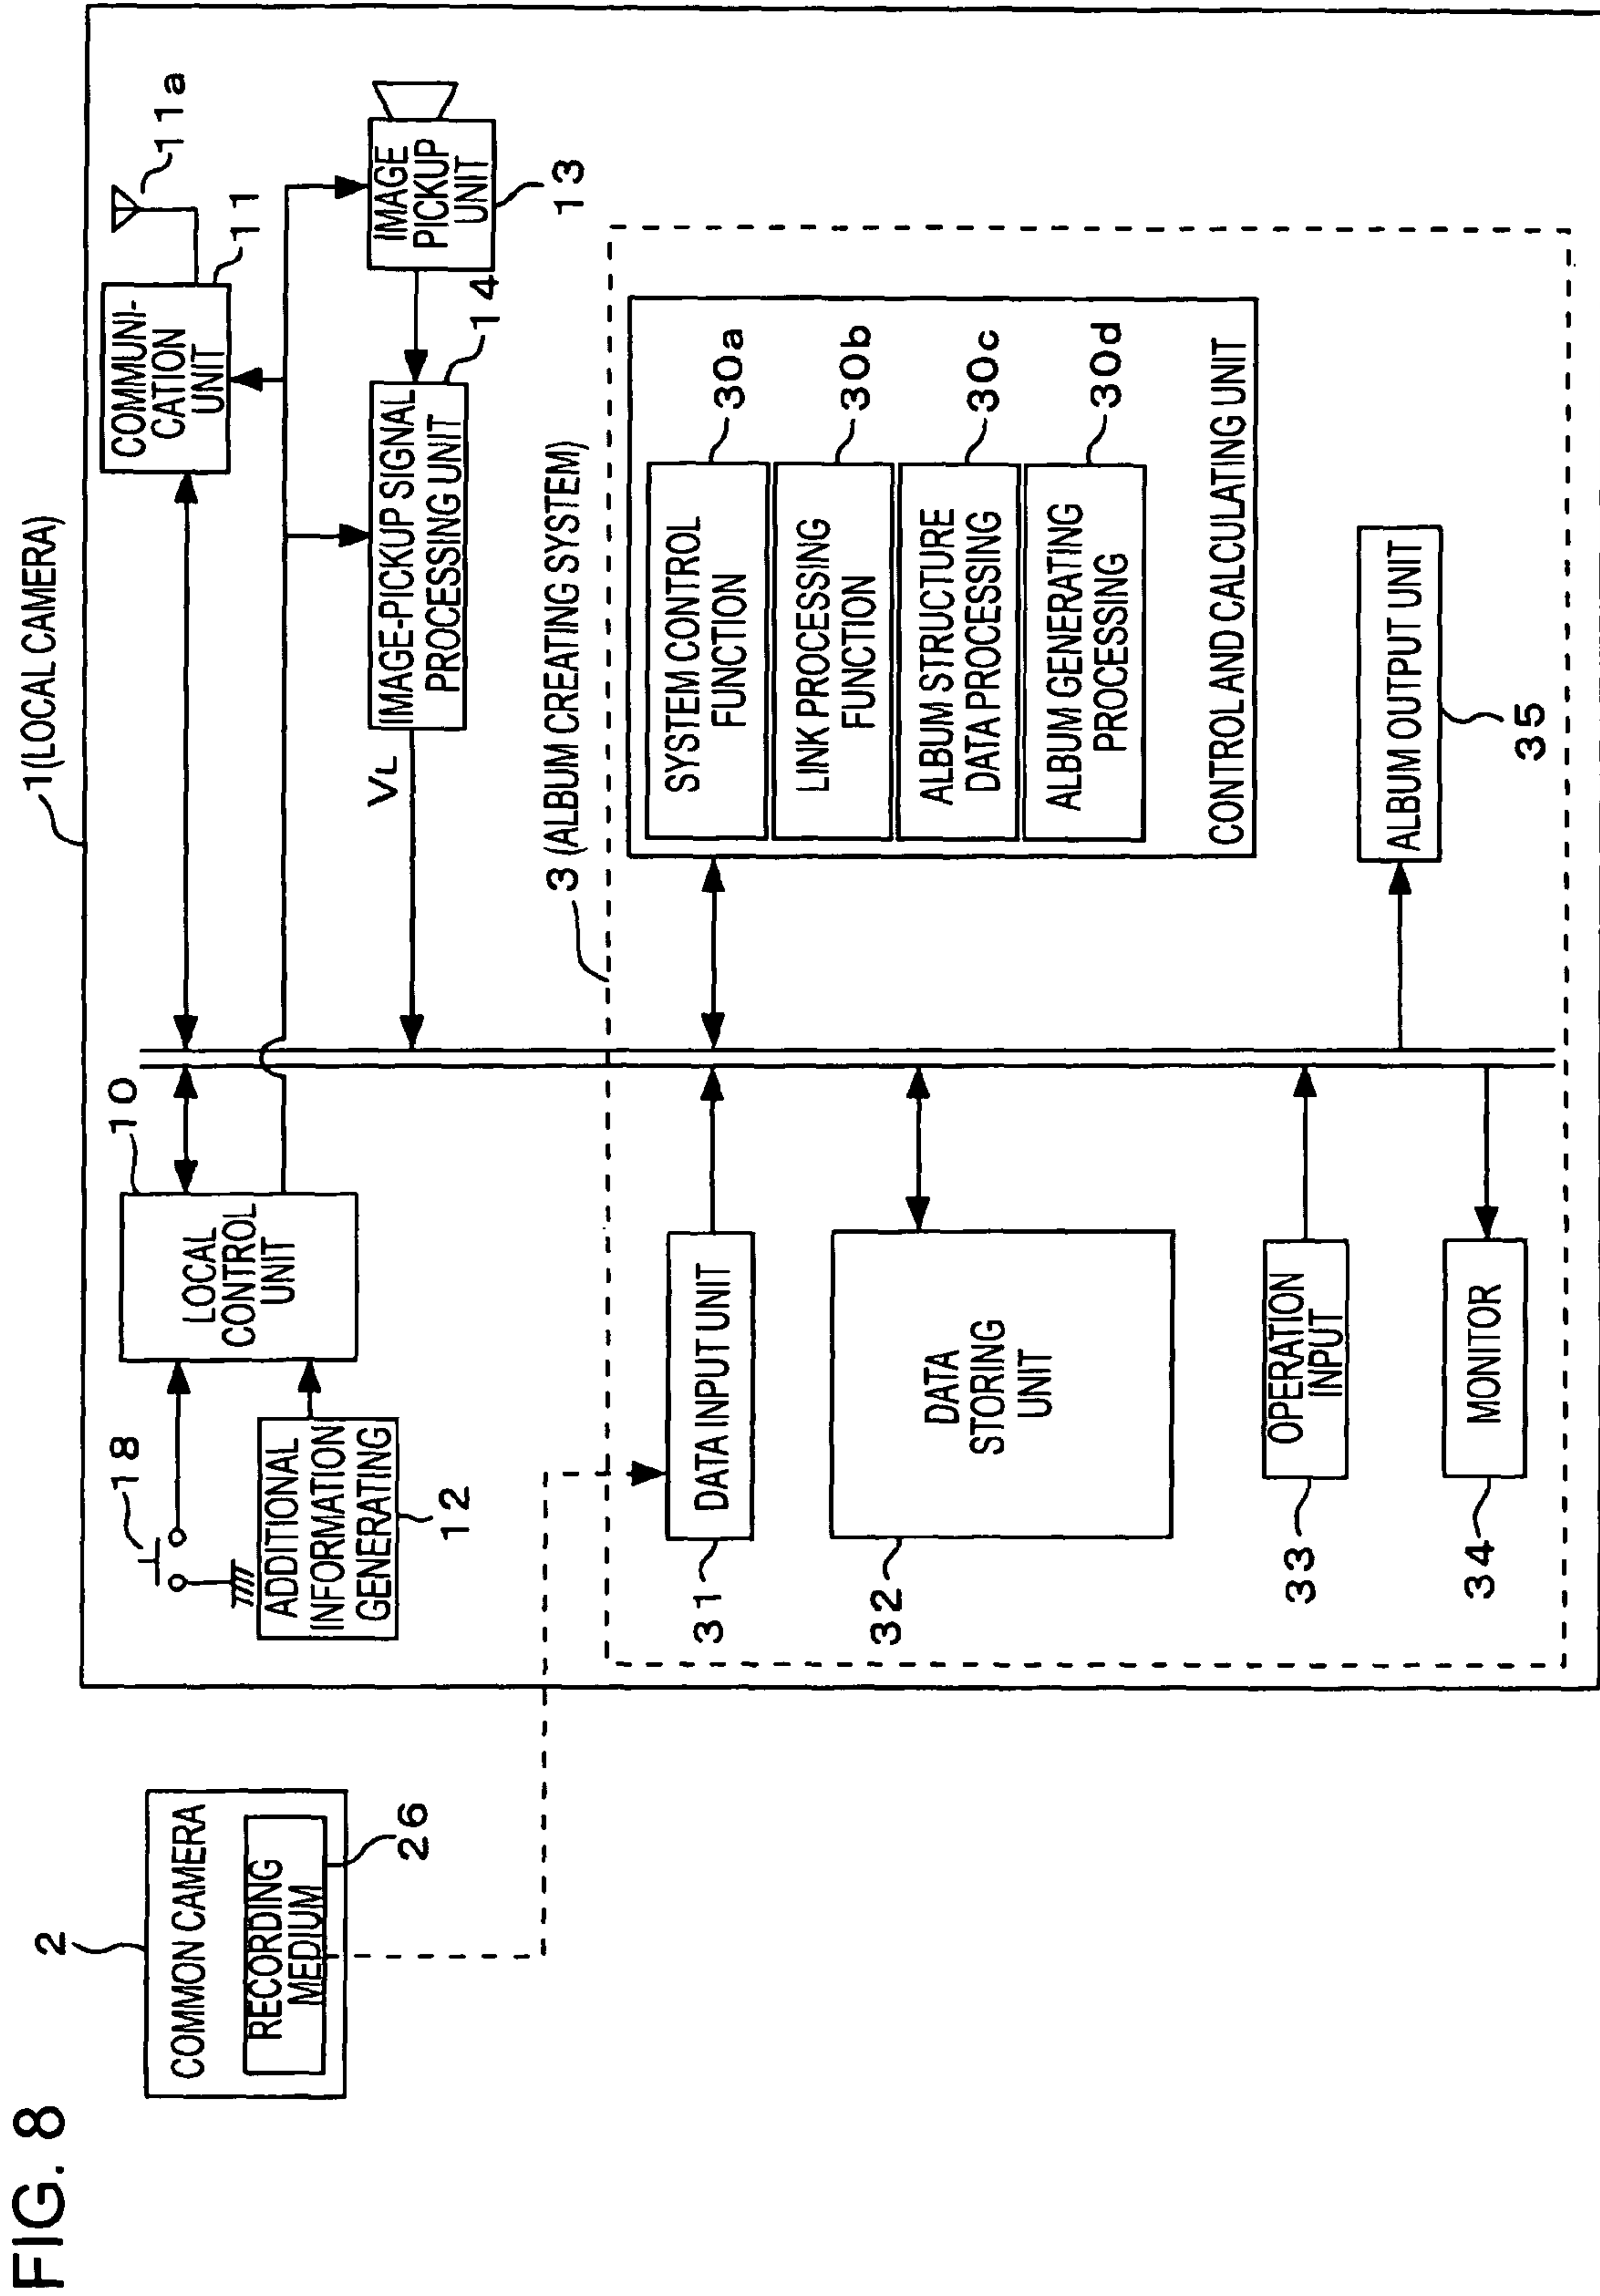 FIG. 8
2
COMMON CAMERA
RECORDING
MEDIUM
26
1(LOCAL CAMERA)
18
10
LOCAL
CONTROL
UNIT
ADDITIONAL
INFORMATION
GENERATING
12
COMMUNI-
CATION
UNIT
11
11a
IMAGE
PICKUP
UNIT
13
IMAGE-PICKUP SIGNAL
PROCESSING UNIT
14
VL
3 (ALBUM CREATING SYSTEM)
DATA INPUT UNIT
31
DATA
STORING
UNIT
32
OPERATION
INPUT
33
MONITOR
34
SYSTEM CONTROL
FUNCTION
30a
LINK PROCESSING
FUNCTION
30b
ALBUM STRUCTURE
DATA PROCESSING
30c
ALBUM GENERATING
PROCESSING
30d
CONTROL AND CALCULATING UNIT
ALBUM OUTPUT UNIT
35